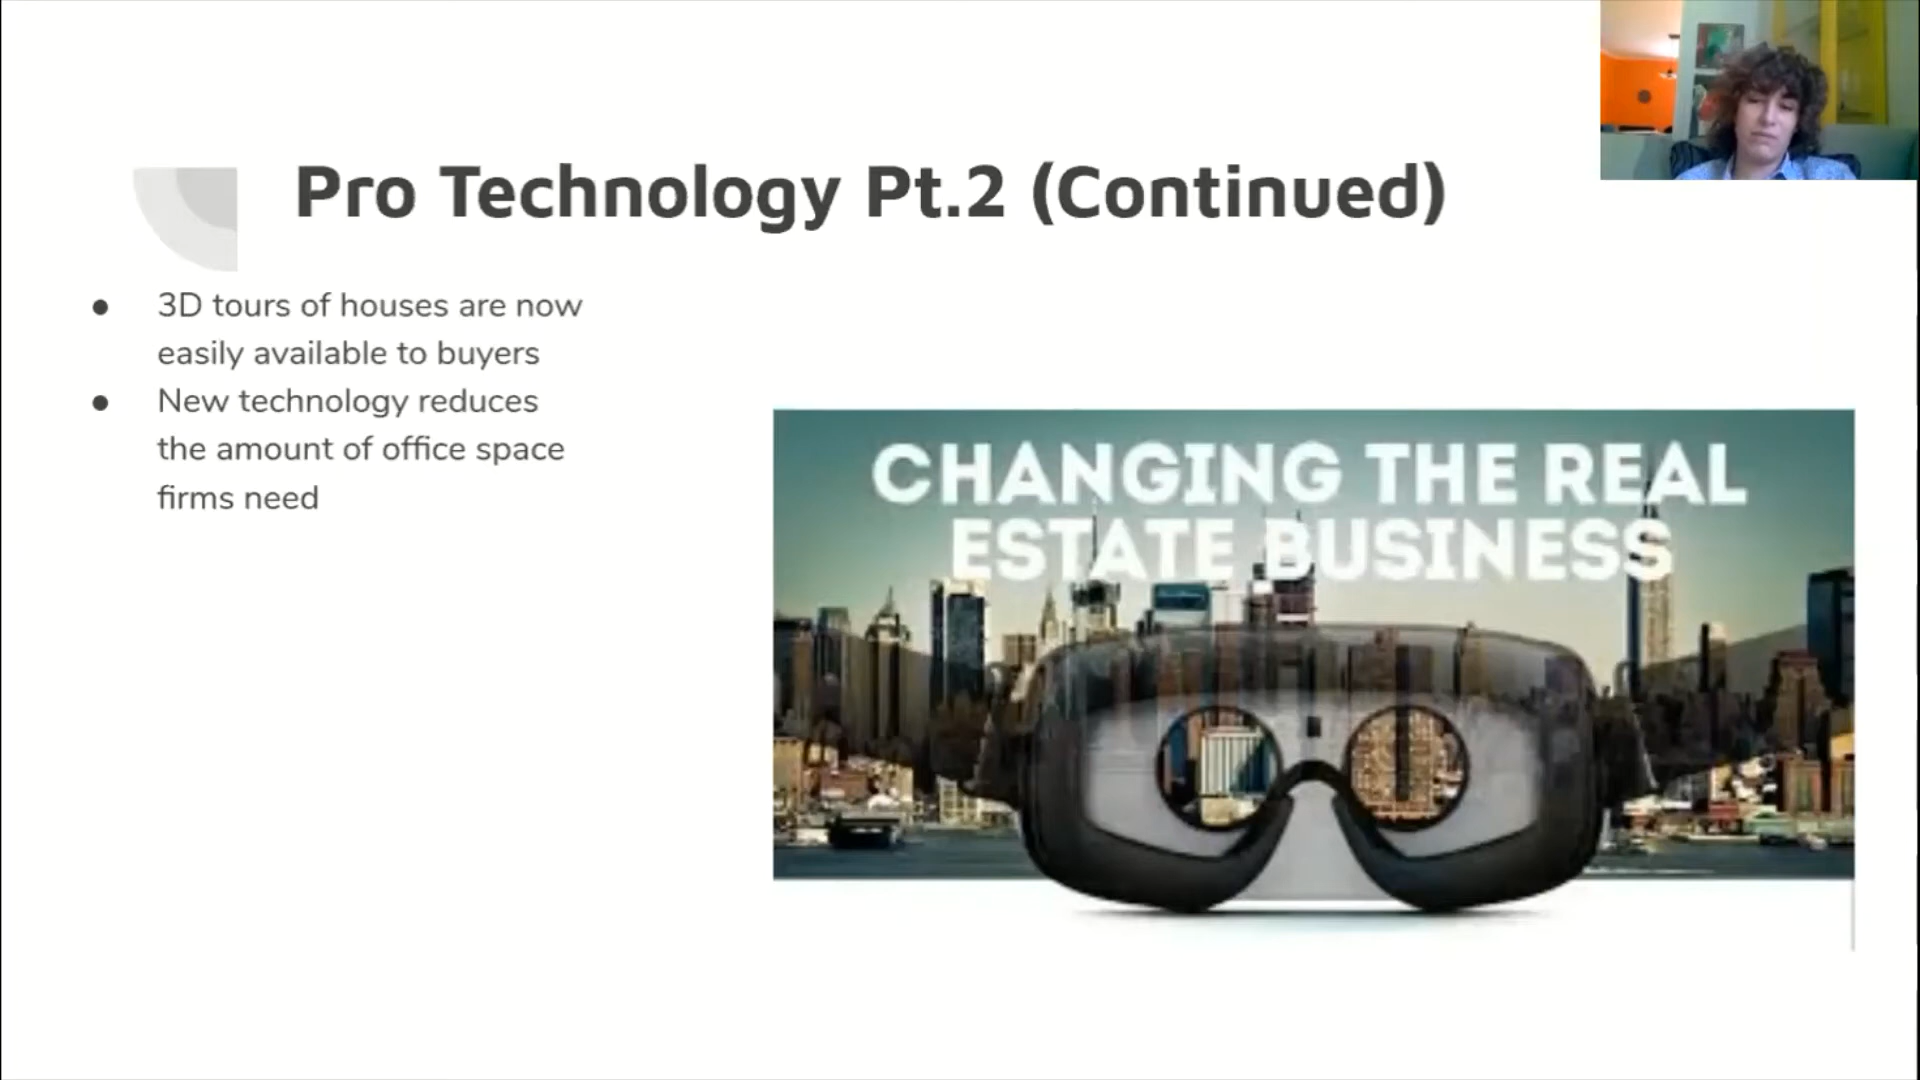 Pro Technology Pt.2 (Continued)
● 3D tours of houses are now
easily available to buyers
● New technology reduces
the amount of office space
firms need
CHANGING THE REAL
ESTATE BUSINESS